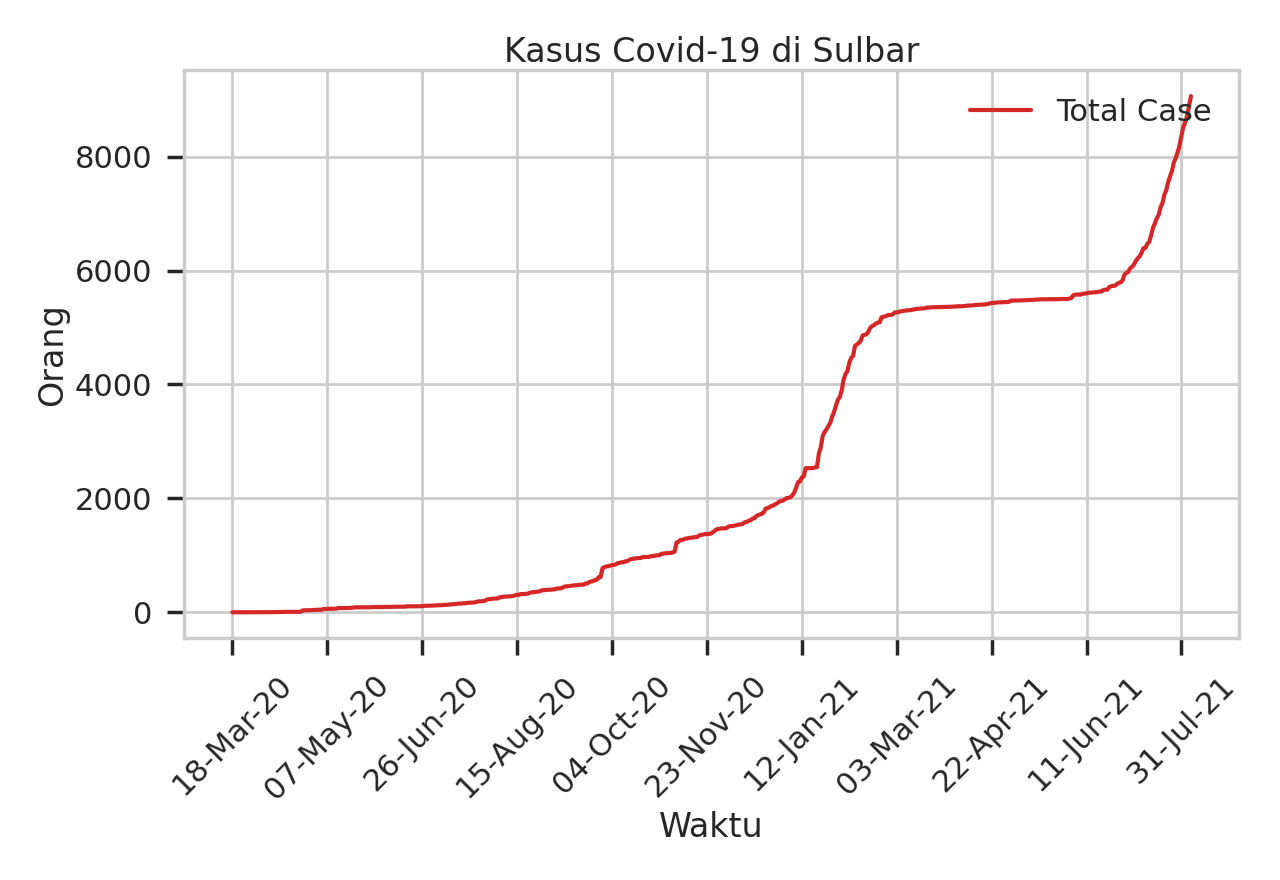 Kasus Covid-19 di Sulbar
Total Case
Orang
8000
6000
4000
2000
0
18-Mar-20
07-May-20
26-Jun-20
15-Aug-20
04-Oct-20
23-Nov-20
12-Jan-21
03-Mar-21
22-Apr-21
11-Jun-21
31-Jul-21
Waktu